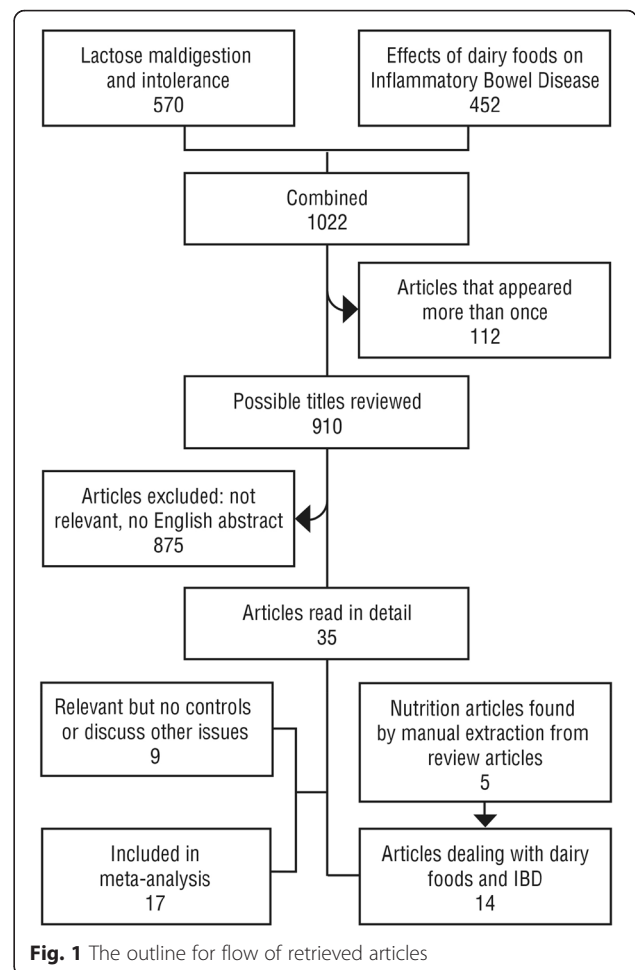 Lactose maldigestion
and intolerance
570
Effects of dairy foods on
Inflammatory Bowel Disease
452
Combined
1022
Articles that appeared
more than once
112
Possible titles reviewed
910
Articles excluded: not
relevant, no English abstract
875
Articles read in detail
35
Relevant but no controls
or discuss other issues
9
Nutrition articles found
by manual extraction from
review articles
5
Included in
meta-analysis
17
Articles dealing with dairy
foods and IBD
14
Fig. 1 The outline for flow of retrieved articles